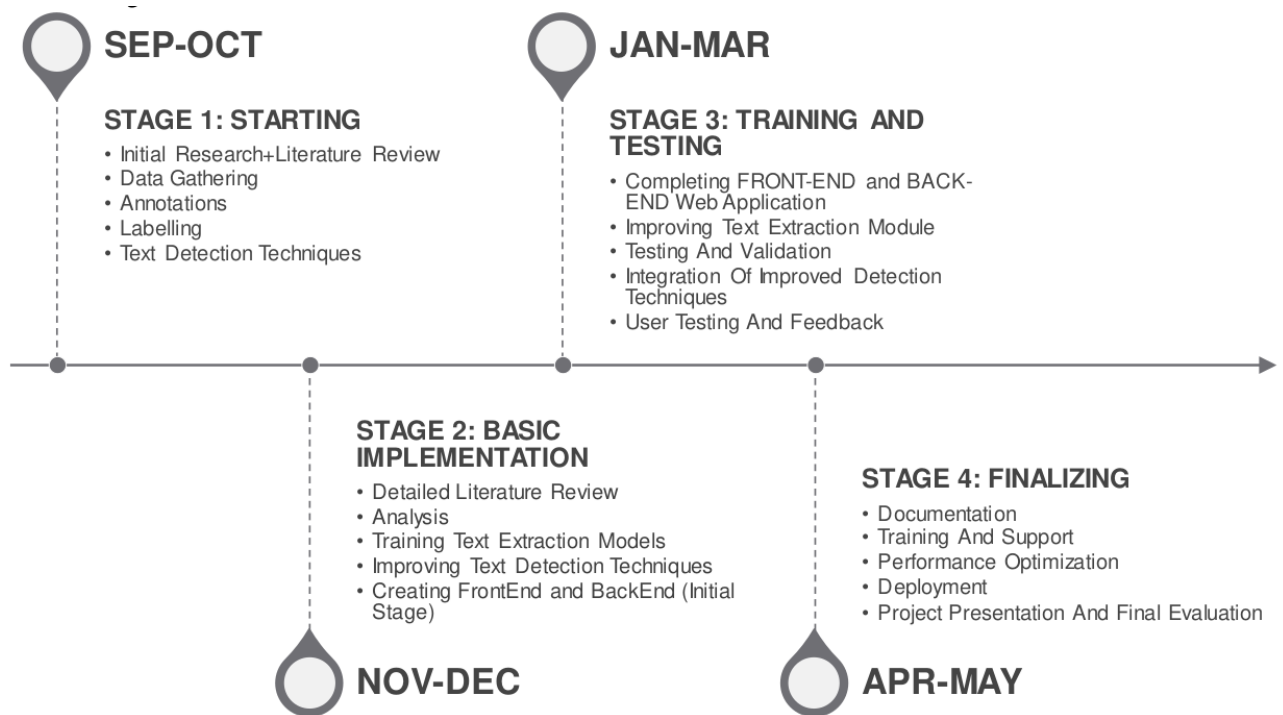 SEP-OCT
STAGE 1: STARTING
• Initial Research+Literature Review
• Data Gathering
• Annotations
• Labelling
• Text Detection Techniques
JAN-MAR
STAGE 3: TRAINING AND
TESTING
• Completing FRONT-END and BACK-
END Web Application
• Improving Text Extraction Module
• Testing And Validation
• Integration Of Improved Detection
Techniques
• User Testing And Feedback
STAGE 2: BASIC
IMPLEMENTATION
• Detailed Literature Review
• Analysis
• Training Text Extraction Models
• Improving Text Detection Techniques
• Creating FrontEnd and BackEnd (Initial
Stage)
NOV-DEC
STAGE 4: FINALIZING
• Documentation
• Training And Support
• Performance Optimization
• Deployment
• Project Presentation And Final Evaluation
APR-MAY